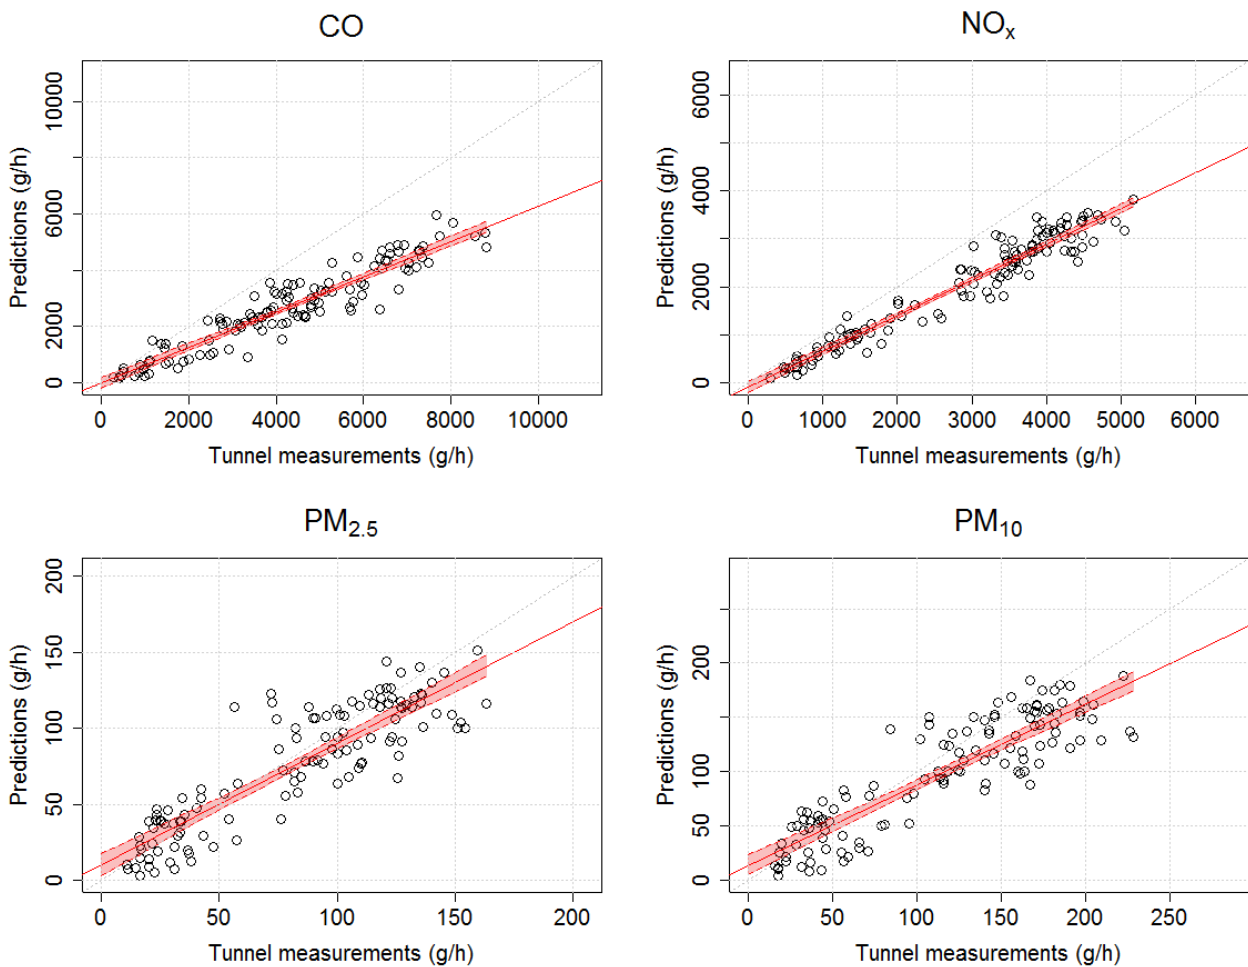 CO
Predictions (g/h)
0 2000 6000 10000
0 2000 4000 6000 8000 10000
Tunnel measurements (g/h)
NOx
Predictions (g/h)
0 2000 4000 6000
0 1000 2000 3000 4000 5000 6000
Tunnel measurements (g/h)
PM2.5
Predictions (g/h)
0 50 100 150 200
0 50 100 150 200
Tunnel measurements (g/h)
PM10
Predictions (g/h)
0 50 100 200
0 50 100 150 200 250
Tunnel measurements (g/h)